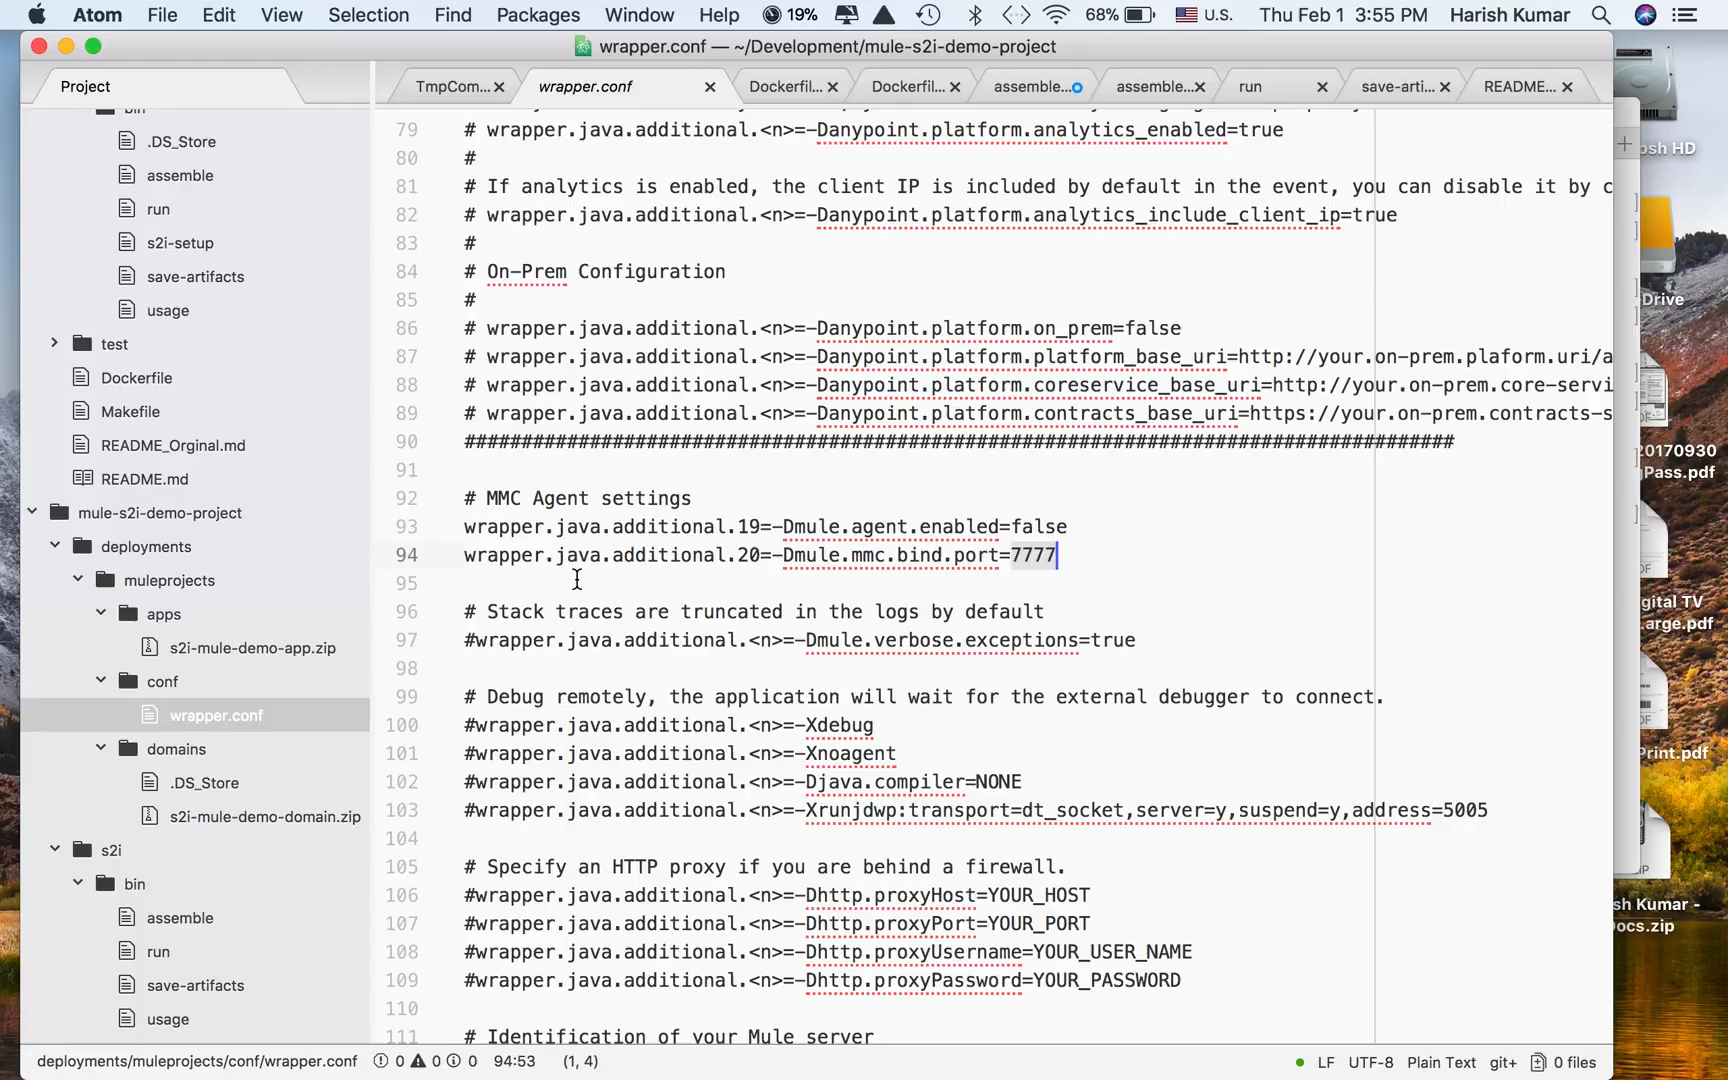 Atom File Edit View Selection Find Packages Window Help 19% 68% U.S. Thu Feb 1 3:55 PM Harish Kumar
wrapper.conf — ~/Development/mule-s2i-demo-project
Project
TmpCom... wrapper.conf Dockerfil... Dockerfil... assemble... assemble... run save-arti... README...
bin
.DS_Store
assemble
run
s2i-setup
save-artifacts
usage
test
Dockerfile
Makefile
README_Orginal.md
README.md
mule-s2i-demo-project
deployments
muleprojects
apps
s2i-mule-demo-app.zip
conf
wrapper.conf
domains
.DS_Store
s2i-mule-demo-domain.zip
s2i
bin
assemble
run
save-artifacts
usage
79 # wrapper.java.additional.<n>=-Danypoint.platform.analytics_enabled=true
80 #
81 # If analytics is enabled, the client IP is included by default in the event, you can disable it by c
82 # wrapper.java.additional.<n>=-Danypoint.platform.analytics_include_client_ip=true
83 #
84 # On-Prem Configuration
85 #
86 # wrapper.java.additional.<n>=-Danypoint.platform.on_prem=false
87 # wrapper.java.additional.<n>=-Danypoint.platform.platform_base_uri=http://your.on-prem.plaform.uri/a
88 # wrapper.java.additional.<n>=-Danypoint.platform.coreservice_base_uri=http://your.on-prem.core-servi
89 # wrapper.java.additional.<n>=-Danypoint.platform.contracts_base_uri=https://your.on-prem.contracts-s
90 #######################################################################################
91
92 # MMC Agent settings
93 wrapper.java.additional.19=-Dmule.agent.enabled=false
94 wrapper.java.additional.20=-Dmule.mmc.bind.port=7777
95
96 # Stack traces are truncated in the logs by default
97 #wrapper.java.additional.<n>=-Dmule.verbose.exceptions=true
98
99 # Debug remotely, the application will wait for the external debugger to connect.
100 #wrapper.java.additional.<n>=-Xdebug
101 #wrapper.java.additional.<n>=-Xnoagent
102 #wrapper.java.additional.<n>=-Djava.compiler=NONE
103 #wrapper.java.additional.<n>=-Xrunjdwp:transport=dt_socket,server=y,suspend=y,address=5005
104
105 # Specify an HTTP proxy if you are behind a firewall.
106 #wrapper.java.additional.<n>=-Dhttp.proxyHost=YOUR_HOST
107 #wrapper.java.additional.<n>=-Dhttp.proxyPort=YOUR_PORT
108 #wrapper.java.additional.<n>=-Dhttp.proxyUsername=YOUR_USER_NAME
109 #wrapper.java.additional.<n>=-Dhttp.proxyPassword=YOUR_PASSWORD
110
111 # Identification of your Mule server
deployments/muleprojects/conf/wrapper.conf 0 0 0 94:53 (1, 4) LF UTF-8 Plain Text git+ 0 files
osh HD
Drive
20170930
gPass.pdf
gital TV
arge.pdf
Print.pdf
sh Kumar -
ocs.zip